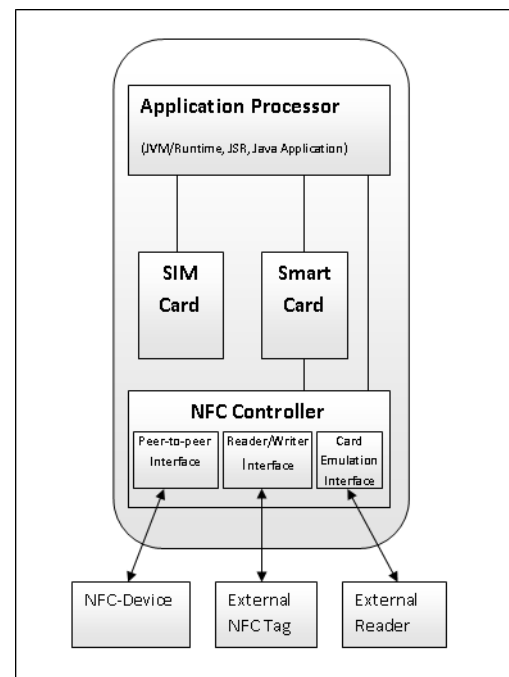 Application Processor
(JVM/Runtime, JSR, Java Application)
SIM
Card
Smart
Card
NFC Controller
Peer-to-peer
Interface
Reader/Writer
Interface
Card
Emulation
Interface
NFC-Device
External
NFC Tag
External
Reader